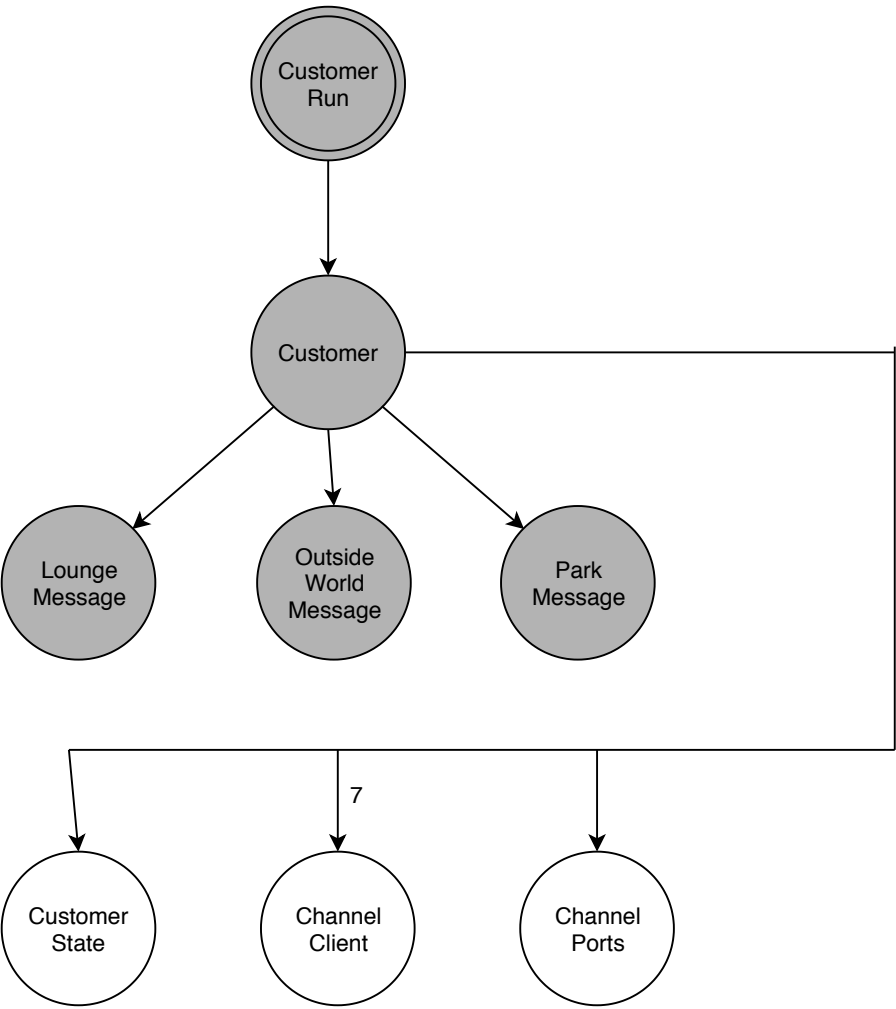 Customer
Run
Customer
Lounge
Message
Outside
World
Message
Park
Message
7
Customer
State
Channel
Client
Channel
Ports